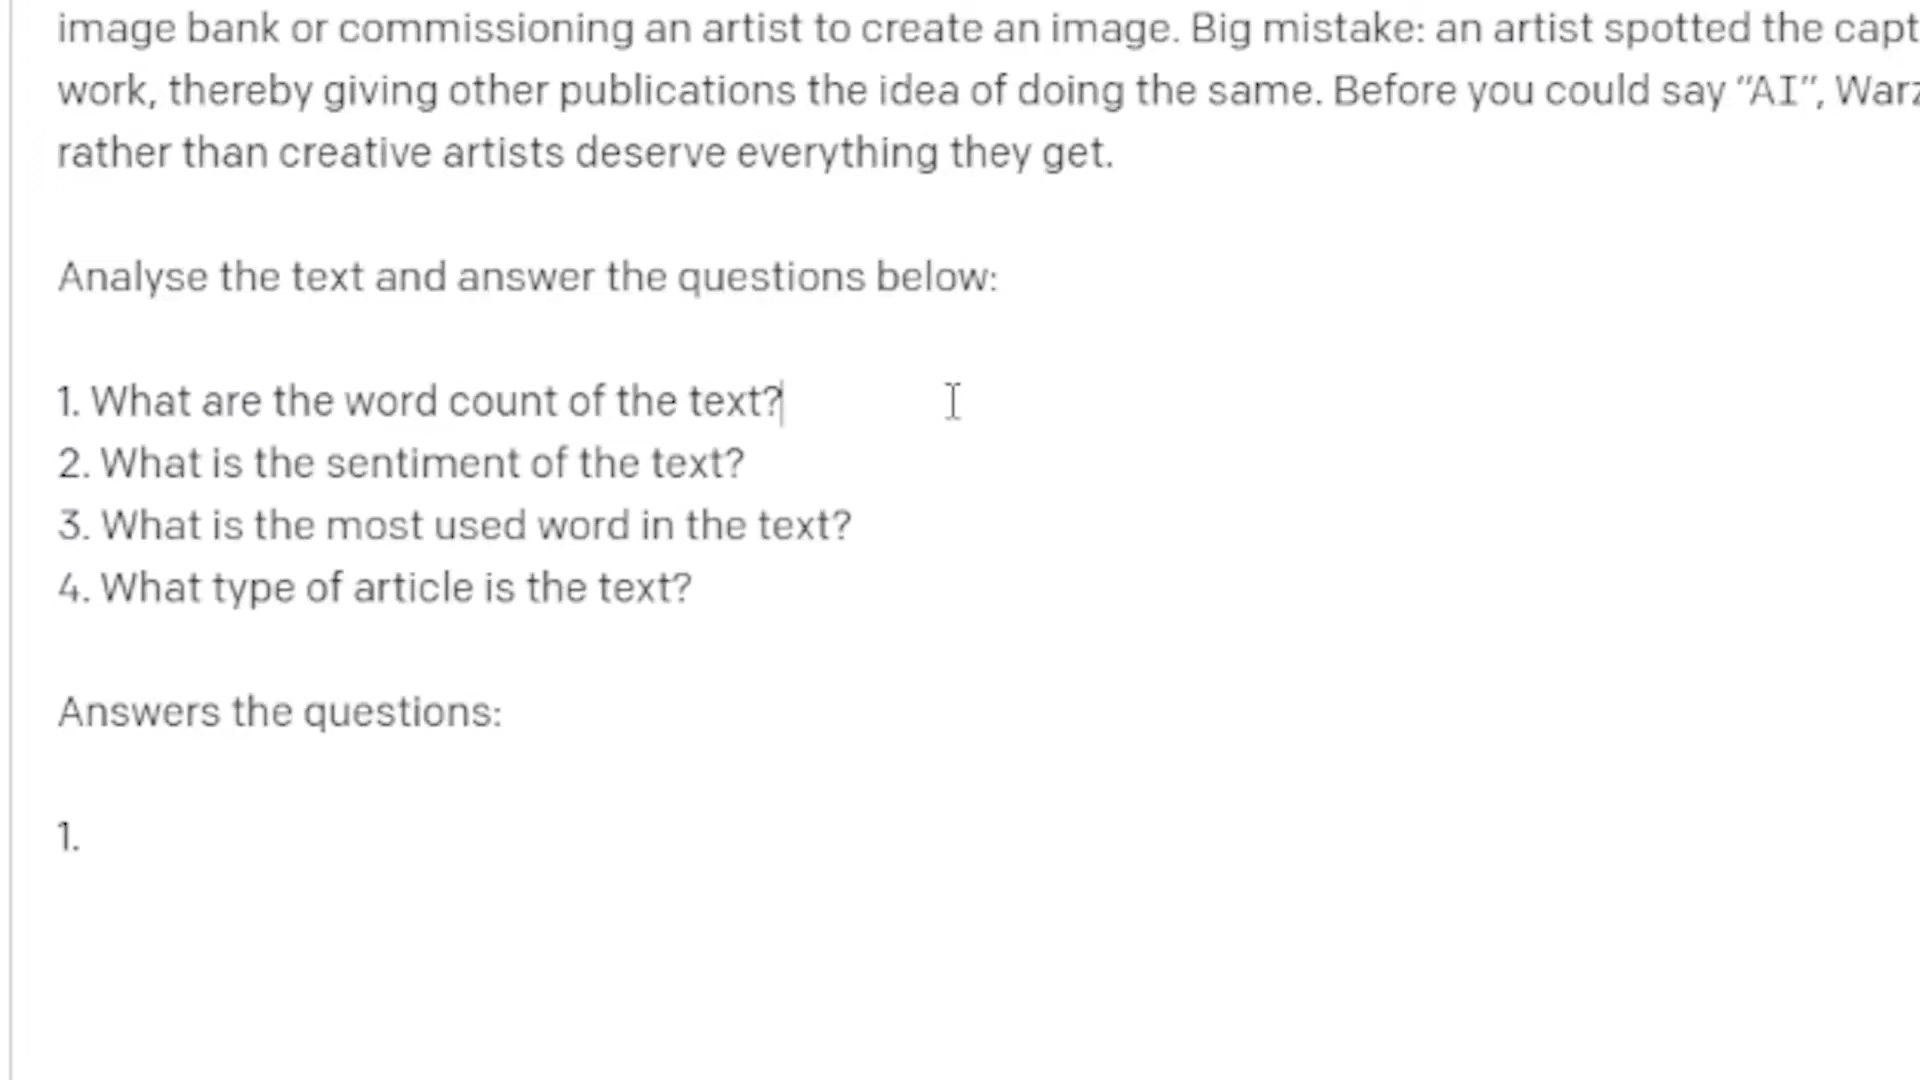 image bank or commissioning an artist to create an image. Big mistake: an artist spotted the
work, thereby giving other publications the idea of doing the same. Before you could say “AI”,
rather than creative artists deserve everything they get.
Analyse the text and answer the questions below:
1. What are the word count of the text?
2. What is the sentiment of the text?
3. What is the most used word in the text?
4. What type of article is the text?
Answers the questions:
1.